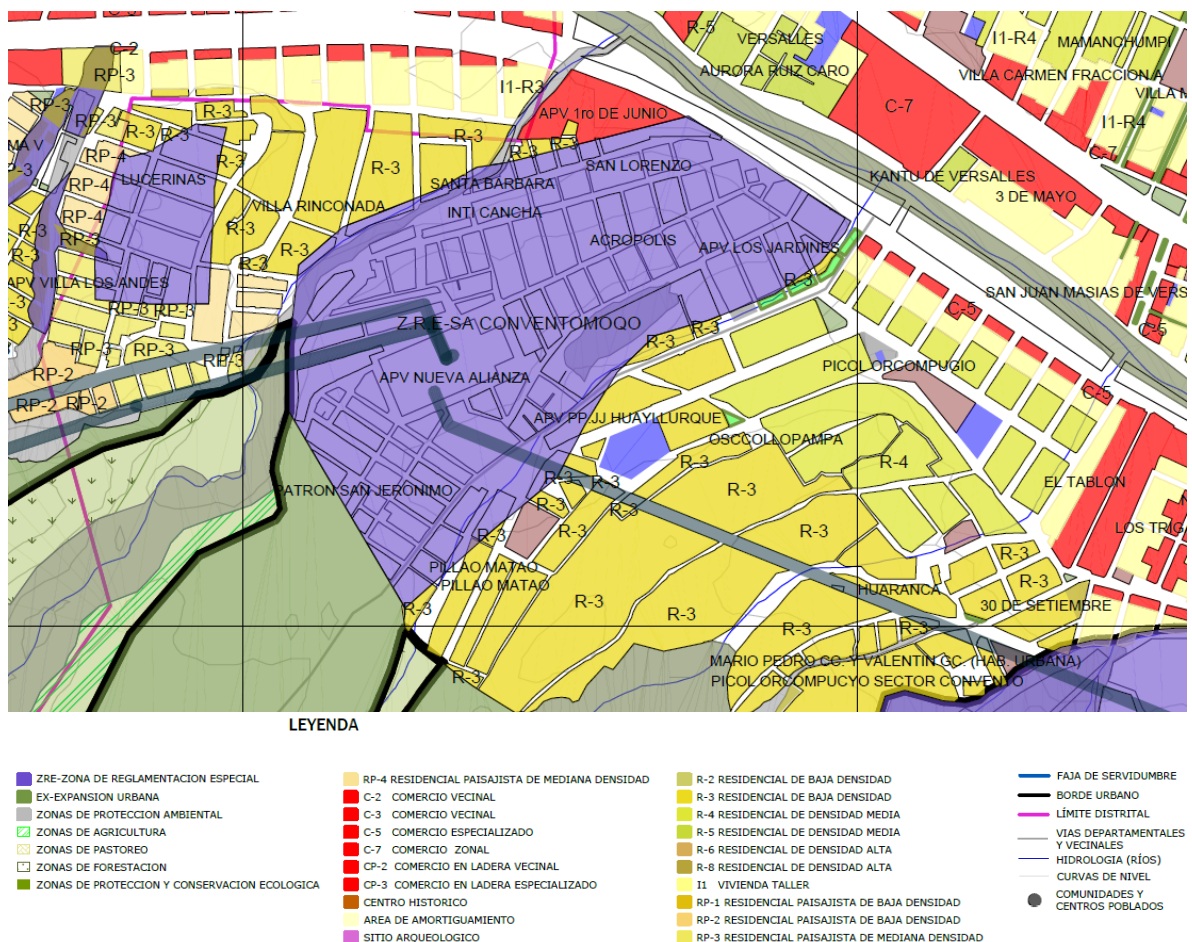 C-2
R-5
VERSALLES
I1-R4
MAMANCHUMPI
RP-3
AURORA RUIZ CARO
VILLA CARMEN FRACCION A
I1-R3
VILLA M
RP-3
C-7
RP-3
R-3
APV 1ro DE JUNIO
I1-R4
R-3
R-3
R-3
MA V
RP-4
R-3
R-3
R-3
C-7
R-3
SAN LORENZO
LUCERINAS
KANTU DE VERSALLES
RP-4
SANTA BARBARA
3 DE MAYO
VILLA RINCONADA
INTI CANCHA
RP-4
R-3
R-3
RP-3
ACROPOLIS
APV LOS JARDINES
R-3
R-3
R-3
APV VILLA LOS ANDES
R-3
SAN JUAN MASIAS DE VERS
RP-3
RP-3
C-5
Z.R.E-SA CONVENTOMOQO
R-3
C-5
R-3
RP-3
RP-3
RP-3
PICOL ORCOMPUGIO
RP-2
APV NUEVA ALIANZA
C-5
RP-2
RP-2
APV PP.JJ HUAYLLURQUE
OSCCOLLOPAMPA
R-3
R-4
R-3
R-3
EL TABLON
PATRON SAN JERONIMO
R-3
R-3
R-3
LOS TRIG
R-3
R-3
R-3
R-3
PILLAO MATAO
R-3
PILLAO MATAO
HUARANCA
R-3
R-3
30 DE SETIEMBRE
R-3
R-3
R-3
MARIO PEDRO CC. Y VALENTIN GC. (HAB. URBANA)
R-3
PICOL ORCOMPUCYO SECTOR CONVENTO
LEYENDA
ZRE-ZONA DE REGLAMENTACION ESPECIAL
EX-EXPANSION URBANA
ZONAS DE PROTECCION AMBIENTAL
ZONAS DE AGRICULTURA
ZONAS DE PASTOREO
ZONAS DE FORESTACION
ZONAS DE PROTECCION Y CONSERVACION ECOLOGICA
RP-4 RESIDENCIAL PAISAJISTA DE MEDIANA DENSIDAD
C-2 COMERCIO VECINAL
C-3 COMERCIO VECINAL
C-5 COMERCIO ESPECIALIZADO
C-7 COMERCIO ZONAL
CP-2 COMERCIO EN LADERA VECINAL
CP-3 COMERCIO EN LADERA ESPECIALIZADO
CENTRO HISTORICO
AREA DE AMORTIGUAMIENTO
SITIO ARQUEOLOGICO
R-2 RESIDENCIAL DE BAJA DENSIDAD
R-3 RESIDENCIAL DE BAJA DENSIDAD
R-4 RESIDENCIAL DE DENSIDAD MEDIA
R-5 RESIDENCIAL DE DENSIDAD MEDIA
R-6 RESIDENCIAL DE DENSIDAD ALTA
R-8 RESIDENCIAL DE DENSIDAD ALTA
I1 VIVIENDA TALLER
RP-1 RESIDENCIAL PAISAJISTA DE BAJA DENSIDAD
RP-2 RESIDENCIAL PAISAJISTA DE BAJA DENSIDAD
RP-3 RESIDENCIAL PAISAJISTA DE MEDIANA DENSIDAD
FAJA DE SERVIDUMBRE
BORDE URBANO
LÍMITE DISTRITAL
VIAS DEPARTAMENTALES
Y VECINALES
HIDROLOGIA (RÍOS)
CURVAS DE NIVEL
COMUNIDADES Y
CENTROS POBLADOS